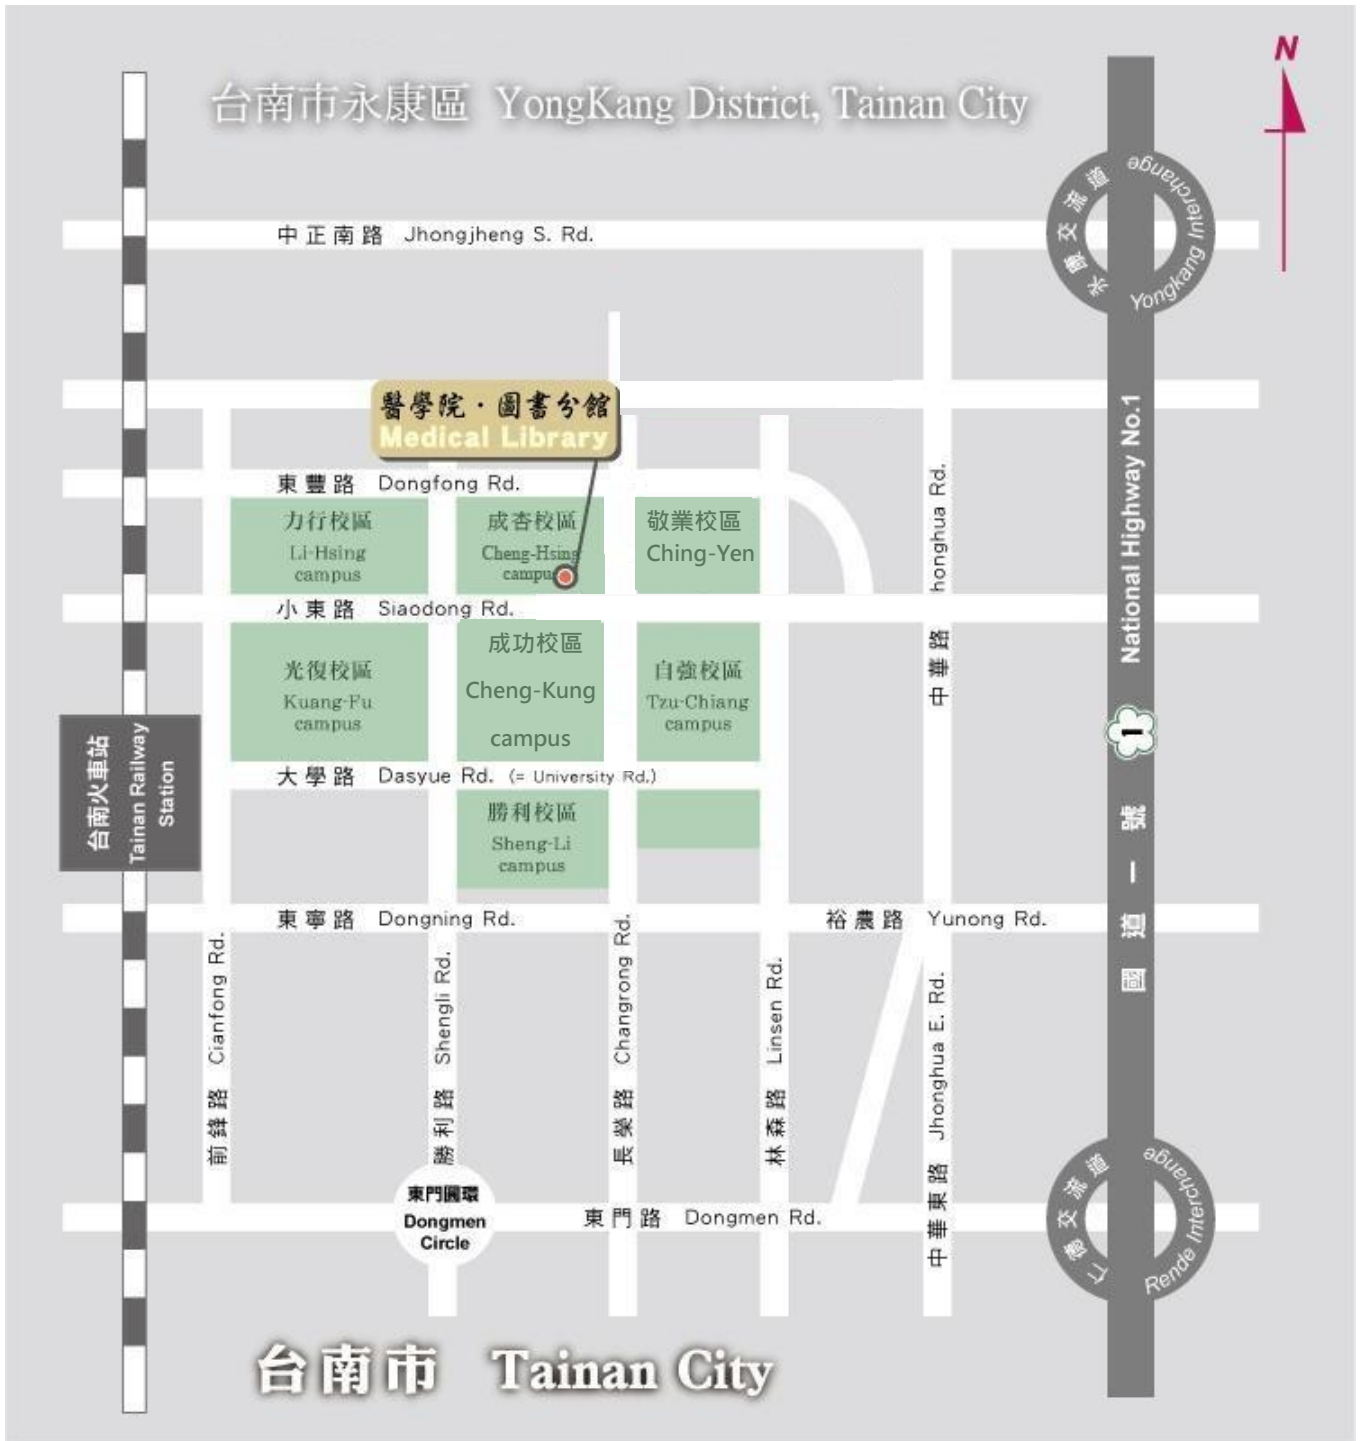 N
台南市永康區 YongKang District, Tainan City
永康交流道 Yongkang Interchange
中正南路 Jhongjheng S. Rd.
醫學院・圖書分館
Medical Library
東豐路 Dongfong Rd.
力行校區
Li-Hsing
campus
成杏校區
Cheng-Hsing
campus
敬業校區
Ching-Yen
小東路 Siaodong Rd.
光復校區
Kuang-Fu
campus
成功校區
Cheng-Kung
campus
自強校區
Tzu-Chiang
campus
中華路 honghua Rd.
National Highway No.1
1
國道一號
台南火車站
Tainan Railway
Station
大學路 Dasyue Rd. (= University Rd.)
勝利校區
Sheng-Li
campus
東寧路 Dongning Rd.
裕農路 Yunong Rd.
前鋒路 Cianfong Rd.
勝利路 Shengli Rd.
長榮路 Changrong Rd.
林森路 Linsen Rd.
中華東路 Jhonghua E. Rd.
東門圓環
Dongmen
Circle
東門路 Dongmen Rd.
仁德交流道 Rende Interchange
台南市 Tainan City